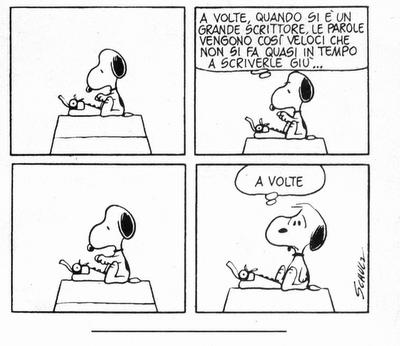 A VOLTE, QUANDO SI È UN
GRANDE SCRITTORE, LE PAROLE
VENGONO COSÍ VELOCI CHE
NON SI FA QUASI IN TEMPO
A SCRIVERLE GIÙ...
A VOLTE
SCHULZ